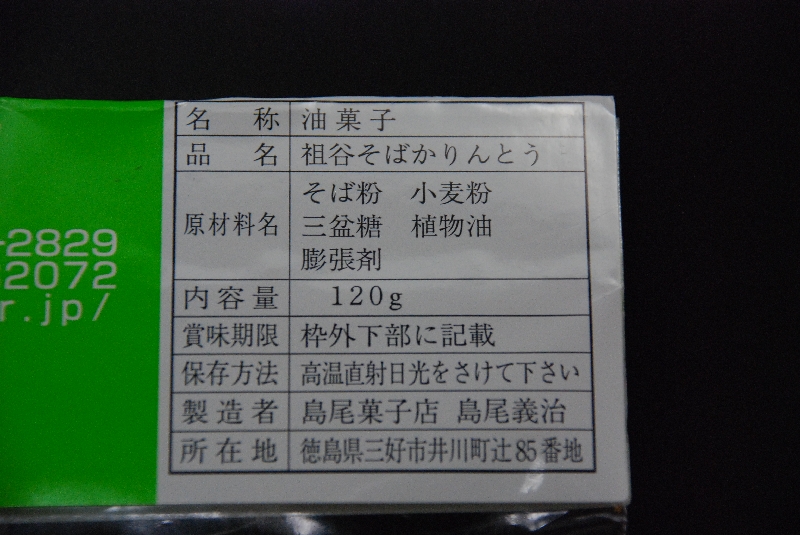 名称 油菓子
品名 祖谷そばかりんとう
原材料名 そば粉 小麦粉
三盆糖 植物油
膨張剤
内容量 120g
賞味期限 枠外下部に記載
保存方法 高温直射日光をさけて下さい
製造者 島尾菓子店 島尾義治
所在地 徳島県三好市井川町辻85番地
-2829
2072
r.jp/